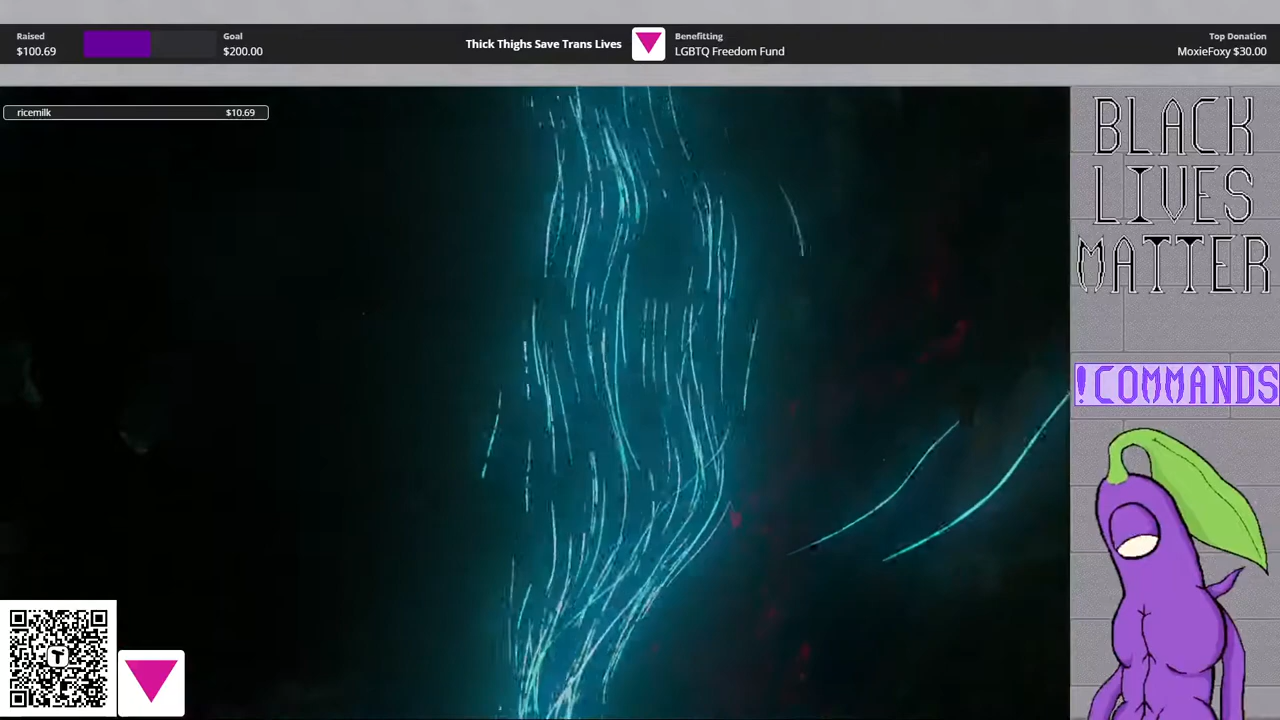 Raised
$100.69
Goal
$200.00
Thick Thighs Save Trans Lives
Benefitting
LGBTQ Freedom Fund
Top Donation
MoxieFoxy $30.00
ricemilk $10.69
BLACK
LIVES
MATTER
!COMMANDS
T